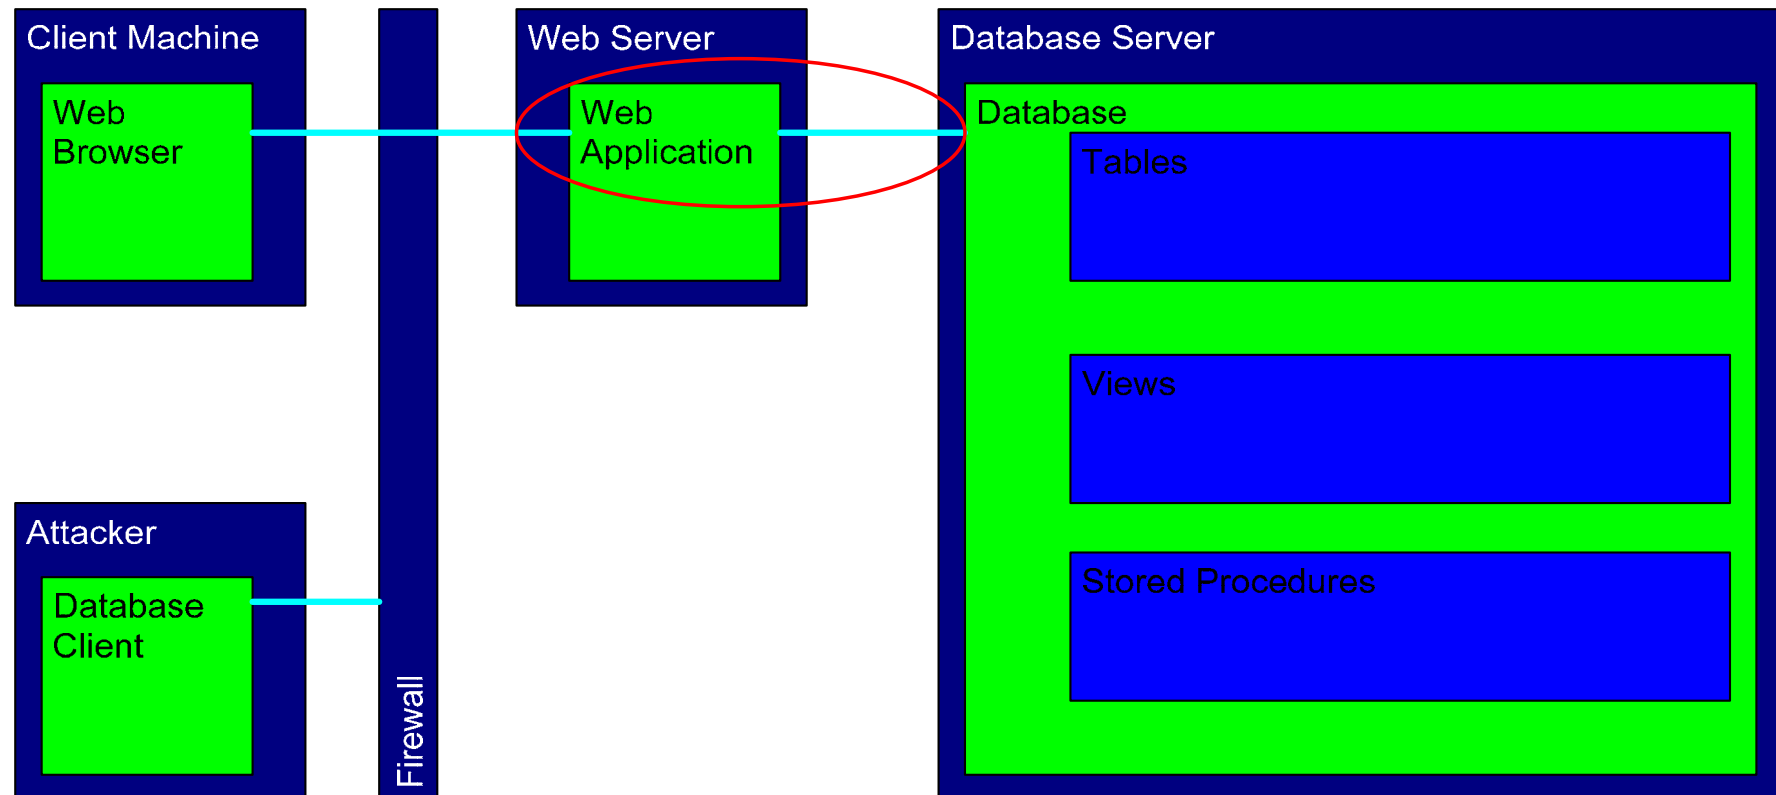 Client Machine
Web
Browser
Firewall
Web Server
Web
Application
Database Server
Database
Tables
Views
Stored Procedures
Attacker
Database
Client